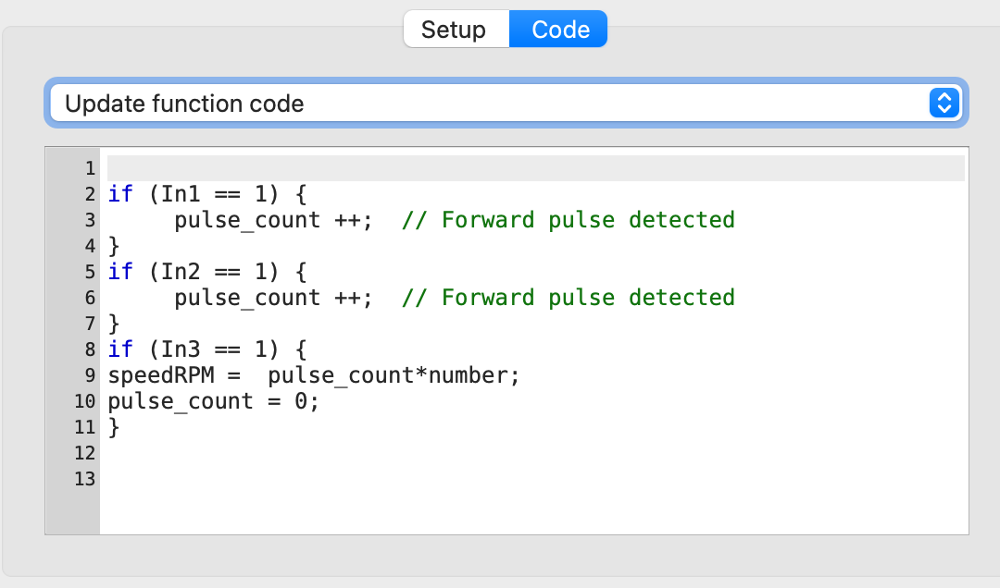 Setup Code
Update function code
1
2 if (In1 == 1) {
3      pulse_count ++;  // Forward pulse detected
4 }
5 if (In2 == 1) {
6      pulse_count ++;  // Forward pulse detected
7 }
8 if (In3 == 1) {
9 speedRPM =  pulse_count*number;
10 pulse_count = 0;
11 }
12
13